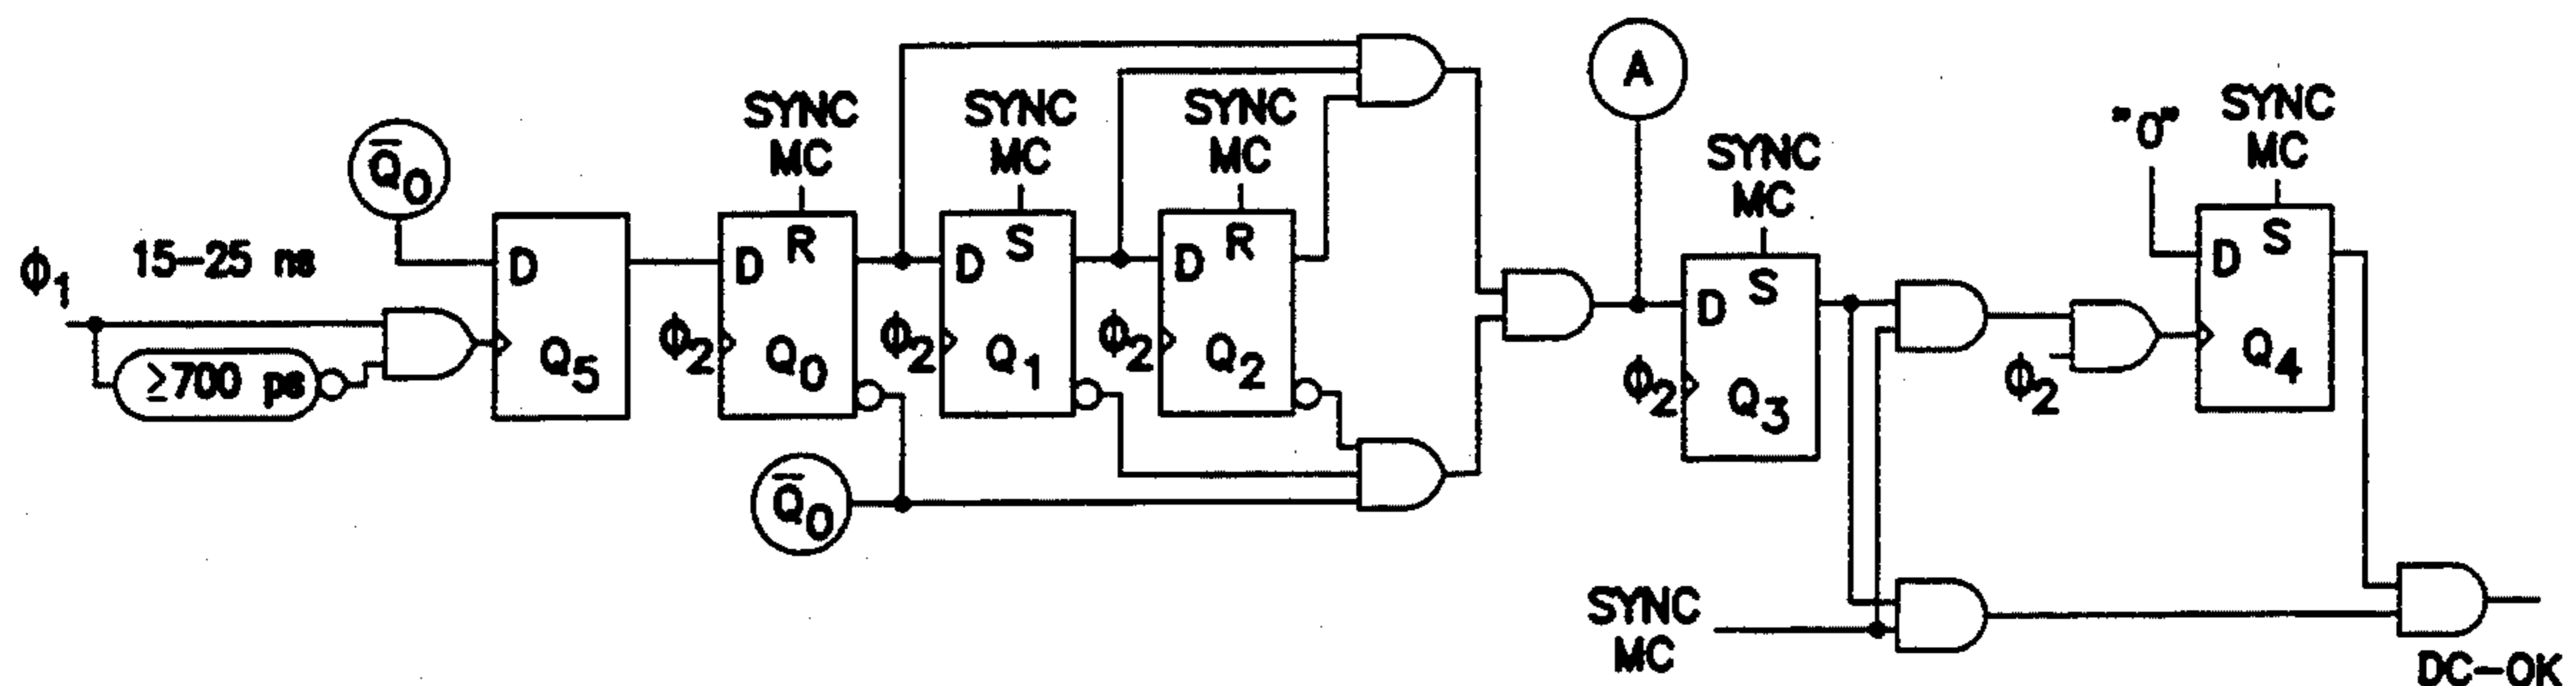 A
SYNC
MC
SYNC
MC
SYNC
MC
"0"
SYNC
MC
Q̅0
SYNC
MC
ϕ1
15-25 ns
D
D R
D S
D R
D S
D S
≥700 ps
Q5
ϕ2
Q0
ϕ2
Q1
ϕ2
Q2
ϕ2
Q3
ϕ2
Q4
Q̅0
SYNC
MC
DC-OK